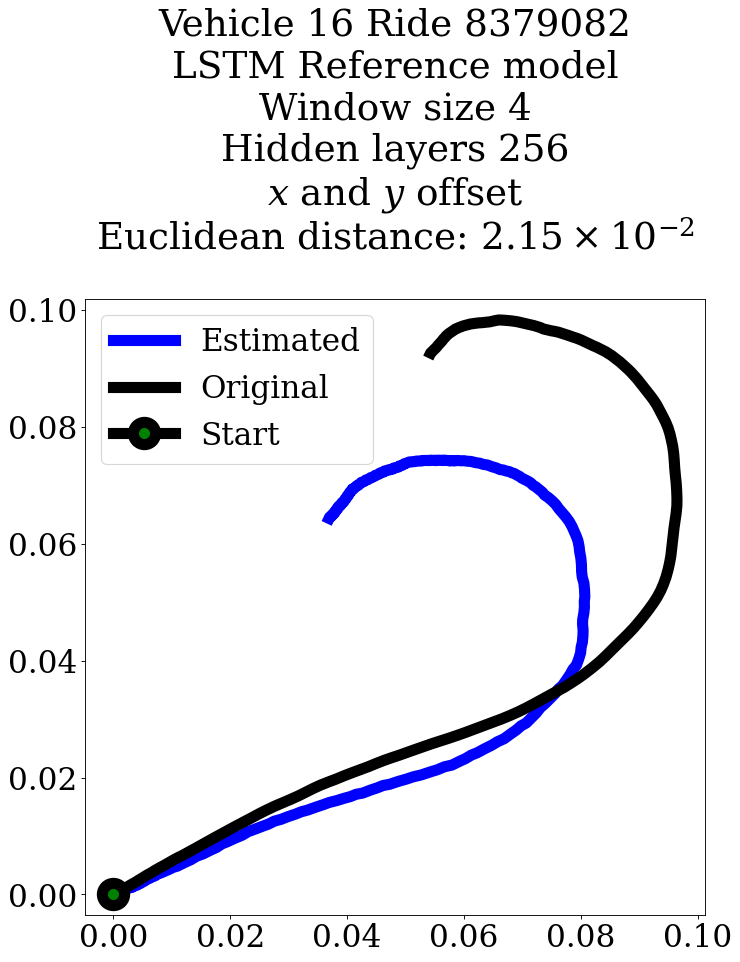 Vehicle 16 Ride 8379082
LSTM Reference model
Window size 4
Hidden layers 256
x and y offset
Euclidean distance: 2.15 × 10⁻²
0.10
Estimated
Original
0.08
Start
0.06
0.04
0.02
0.00
0.00 0.02 0.04 0.06 0.08 0.10